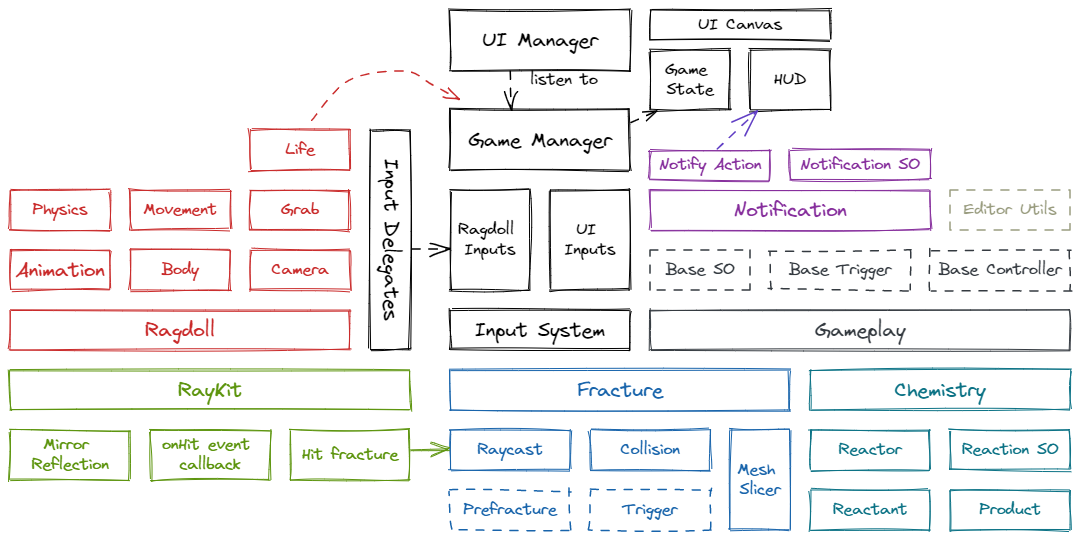 UI Manager
UI Canvas
listen to
Game
State
HUD
Game Manager
Life
Input Delegates
Notify Action
Notification SO
Physics
Movement
Grab
Ragdoll
Inputs
UI
Inputs
Notification
Editor Utils
Animation
Body
Camera
Base SO
Base Trigger
Base Controller
Ragdoll
Input System
Gameplay
RayKit
Fracture
Chemistry
Mirror
Reflection
onHit event
callback
Hit fracture
Raycast
Collision
Mesh
Slicer
Reactor
Reaction SO
Prefracture
Trigger
Reactant
Product